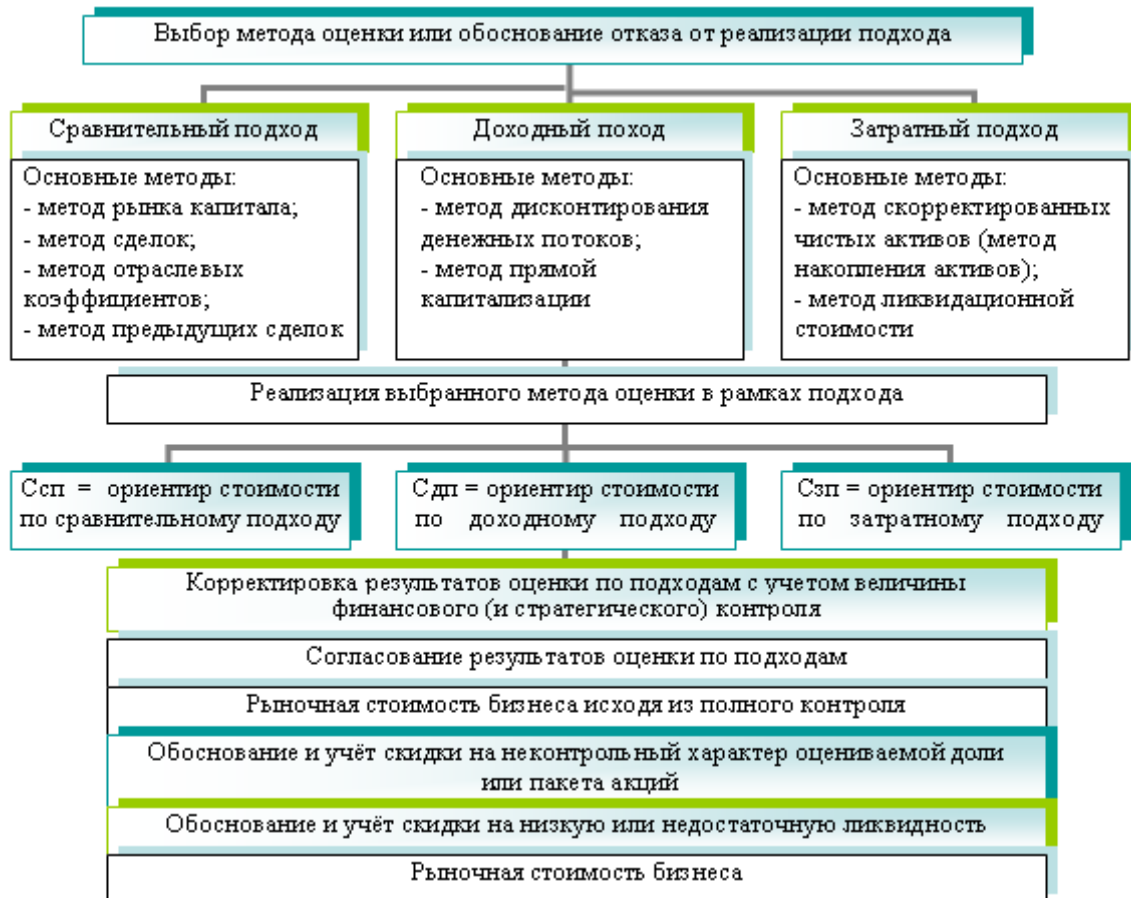 Выбор метода оценки или обоснование отказа от реализации подхода
Сравнительный подход
Основные методы:
- метод рынка капитала;
- метод сделок;
- метод отраслевых
коэффициентов;
- метод предыдущих сделок
Доходный поход
Основные методы:
- метод дисконтирования
денежных потоков;
- метод прямой
капитализации
Затратный подход
Основные методы:
- метод скорректированных
чистых активов (метод
накопления активов);
- метод ликвидационной
стоимости
Реализация выбранного метода оценки в рамках подхода
Ссп = ориентир стоимости
по сравнительному подходу
Сдп = ориентир стоимости
по доходному подходу
Сзп = ориентир стоимости
по затратному подходу
Корректировка результатов оценки по подходам с учетом величины
финансового (и стратегического) контроля
Согласование результатов оценки по подходам
Рыночная стоимость бизнеса исходя из полного контроля
Обоснование и учёт скидки на неконтрольный характер оцениваемой доли
или пакета акций
Обоснование и учёт скидки на низкую или недостаточную ликвидность
Рыночная стоимость бизнеса